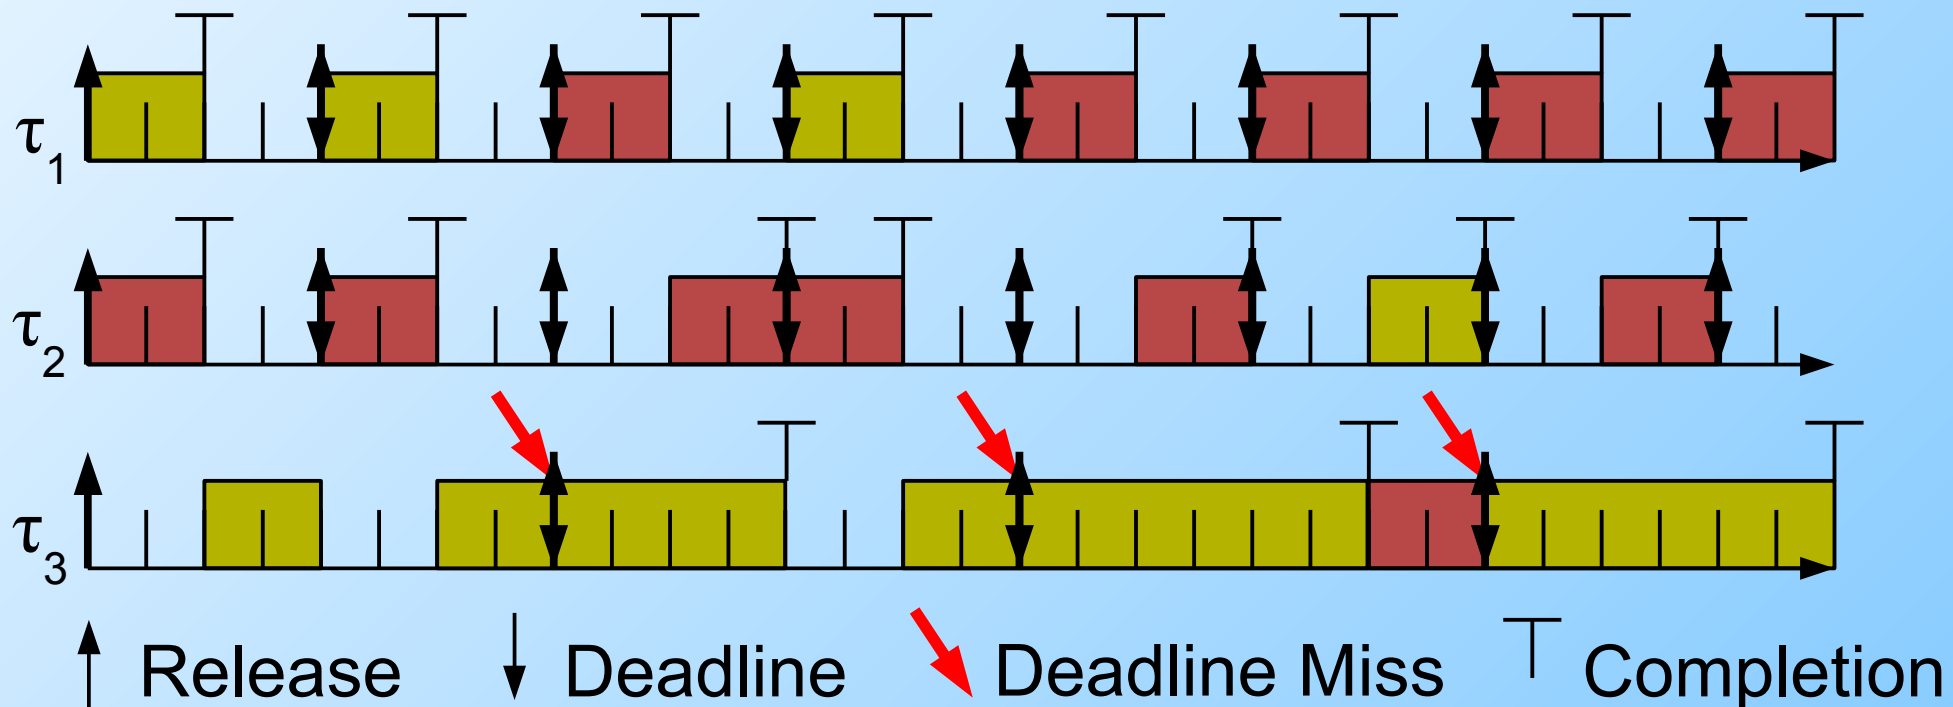 τ1
τ2
τ3
Release Deadline Deadline Miss Completion